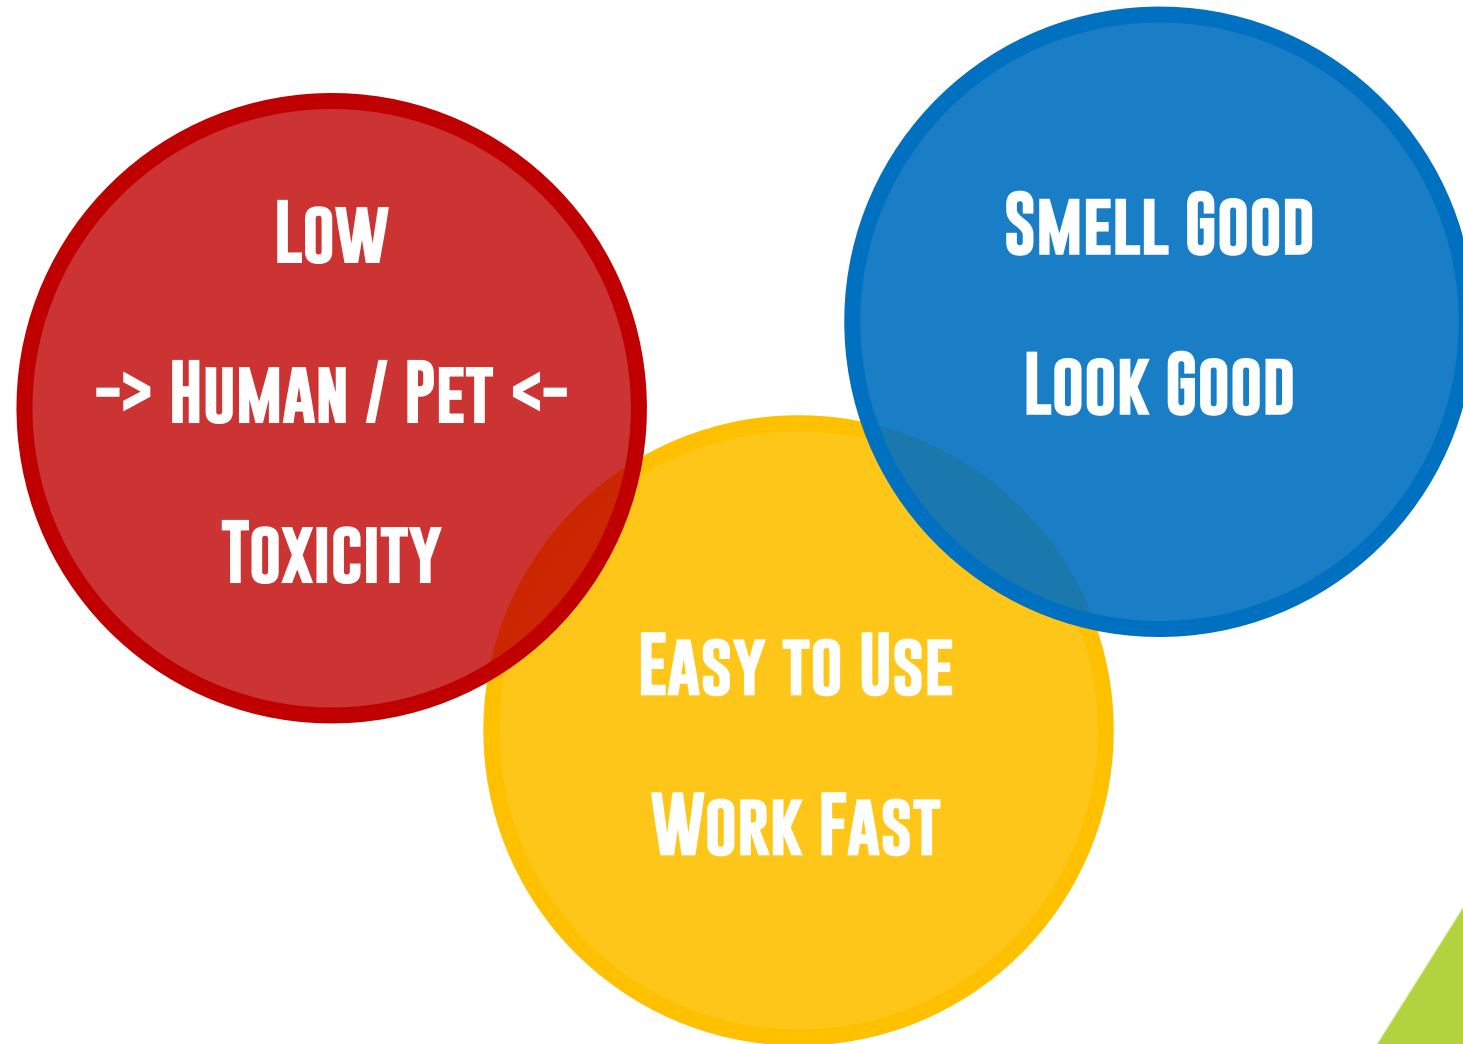 Low
-> Human / Pet <-
Toxicity
Smell Good
Look Good
Easy to Use
Work Fast